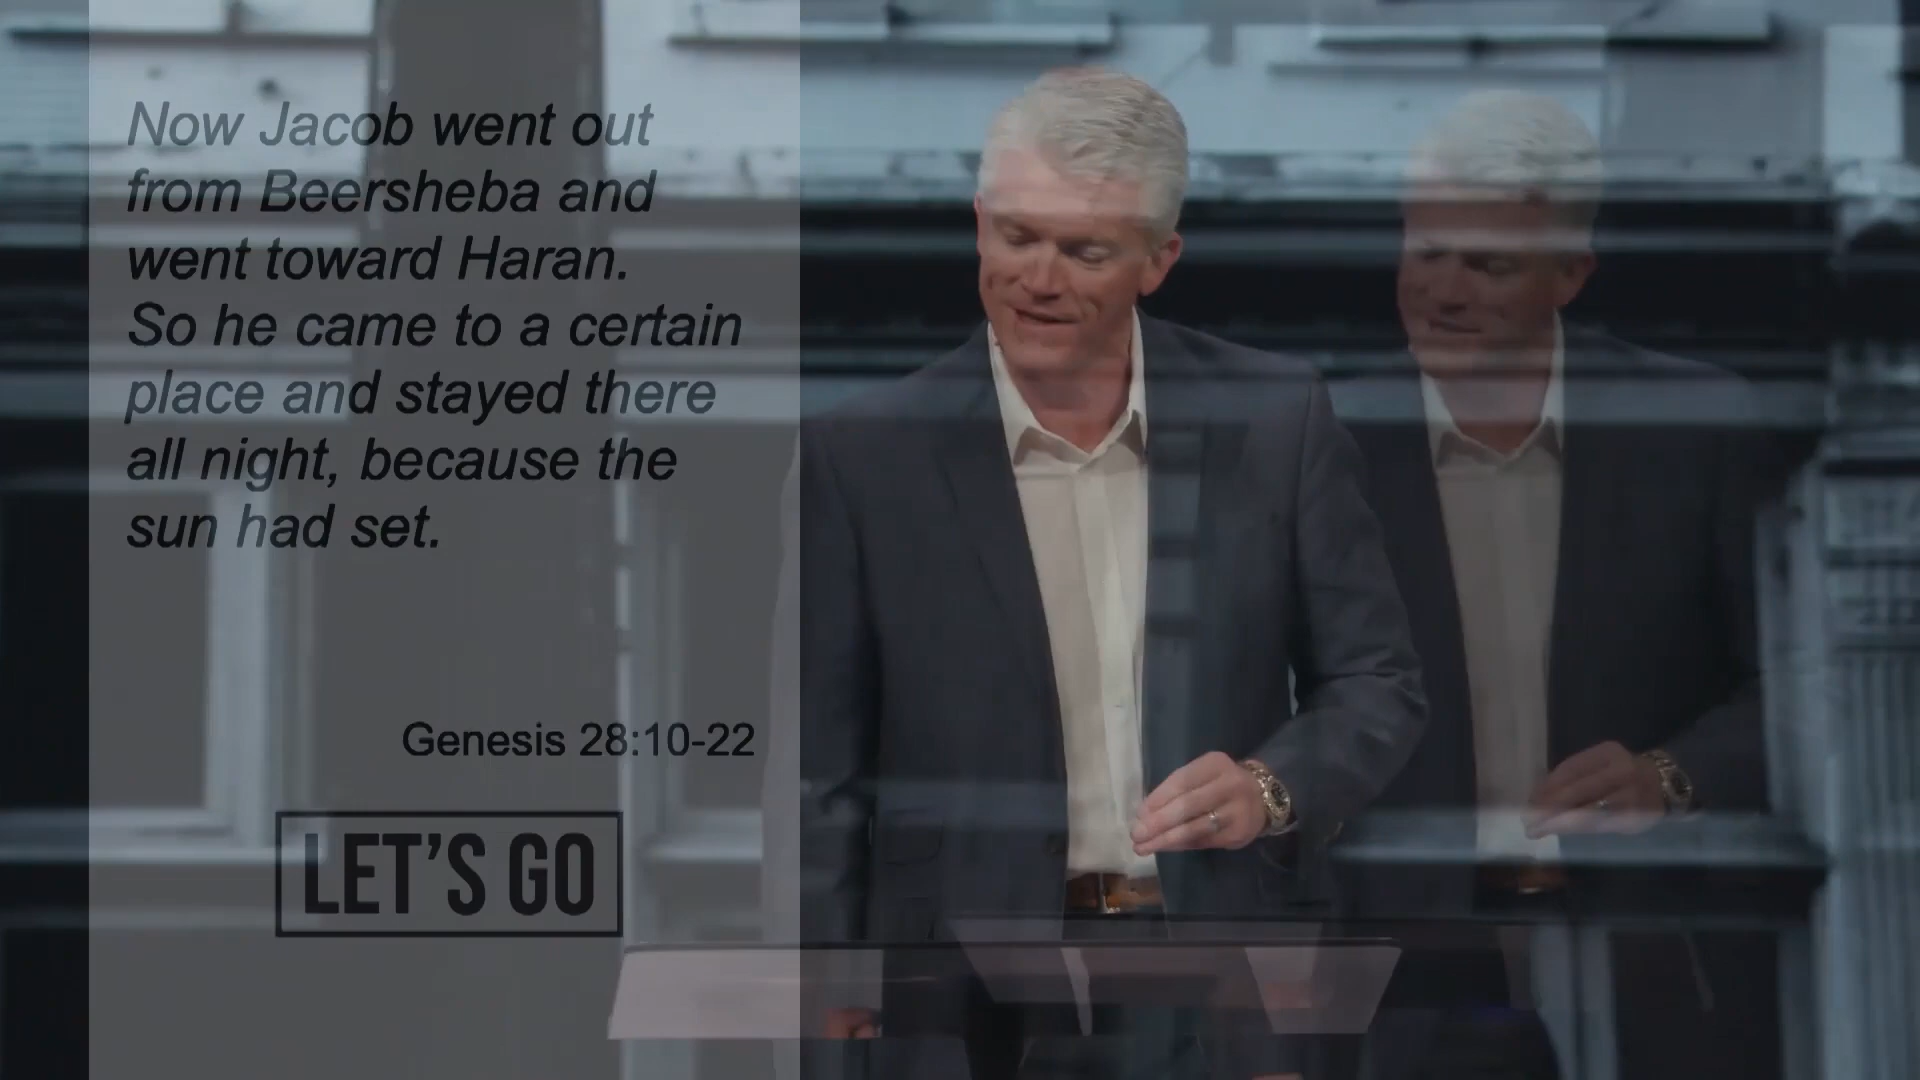 Now Jacob went out
from Beersheba and
went toward Haran.
So he came to a certain
place and stayed there
all night, because the
sun had set.
Genesis 28:10-22
LET'S GO